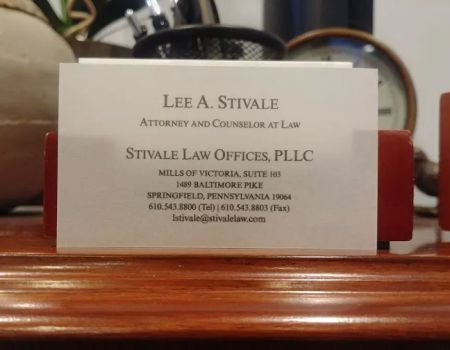 LEE A. STIVALE
ATTORNEY AND COUNSELOR AT LAW
STIVALE LAW OFFICES, PLLC
MILLS OF VICTORIA, SUITE 103
1489 BALTIMORE PIKE
SPRINGFIELD, PENNSYLVANIA 19064
610.543.8800 (Tel) | 610.543.8803 (Fax)
lstivale@stivalelaw.com